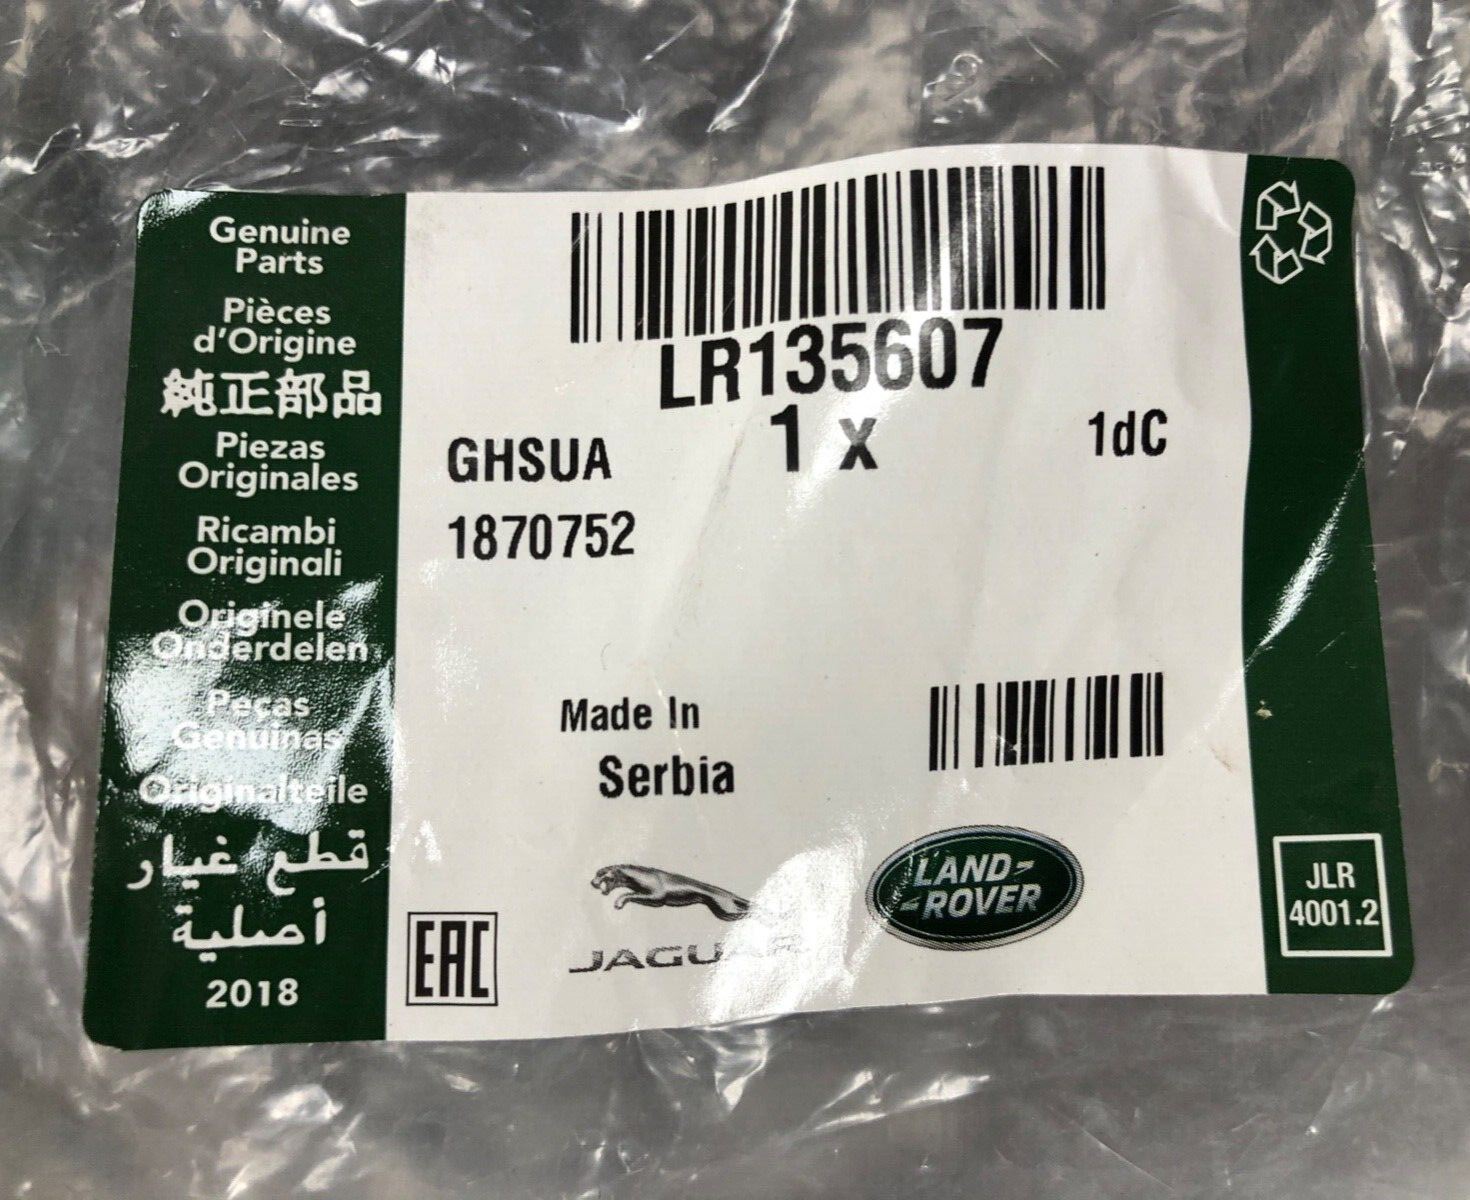 Genuine
Parts
Pièces
d'Origine
純正部品
Piezas
Originales
Ricambi
Originali
Originele
Onderdelen
Peças
Genuinas
Originalteile
قطع غيار
أصلية
2018
LR135607
1 x
1dC
GHSUA
1870752
Made In
Serbia
EAC
JAGUAR
LAND-
-ROVER
JLR
4001.2